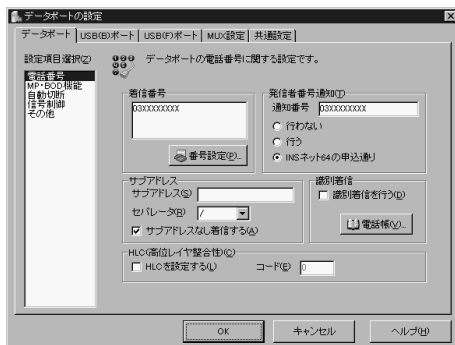 データポートの設定
データポート USB(B)ポート USB(F)ポート MUX設定 共通設定
設定項目選択(Z)
電話番号
MP・BOD機能
自動切断
信号制御
その他
データポートの電話番号に関する設定です。
着信番号
03XXXXXXXX
番号設定(P)...
発信者番号通知(T)
通知番号 03XXXXXXXX
行わない
行う
INSネット64の申込通り
サブアドレス
サブアドレス(S)
セパレータ(R) /
サブアドレスなし着信する(A)
識別着信
識別着信を行う(D)
電話帳(V)...
HLC(高位レイヤ整合性)(C)
HLCを設定する(L) コード(E) 0
OK キャンセル ヘルプ(H)